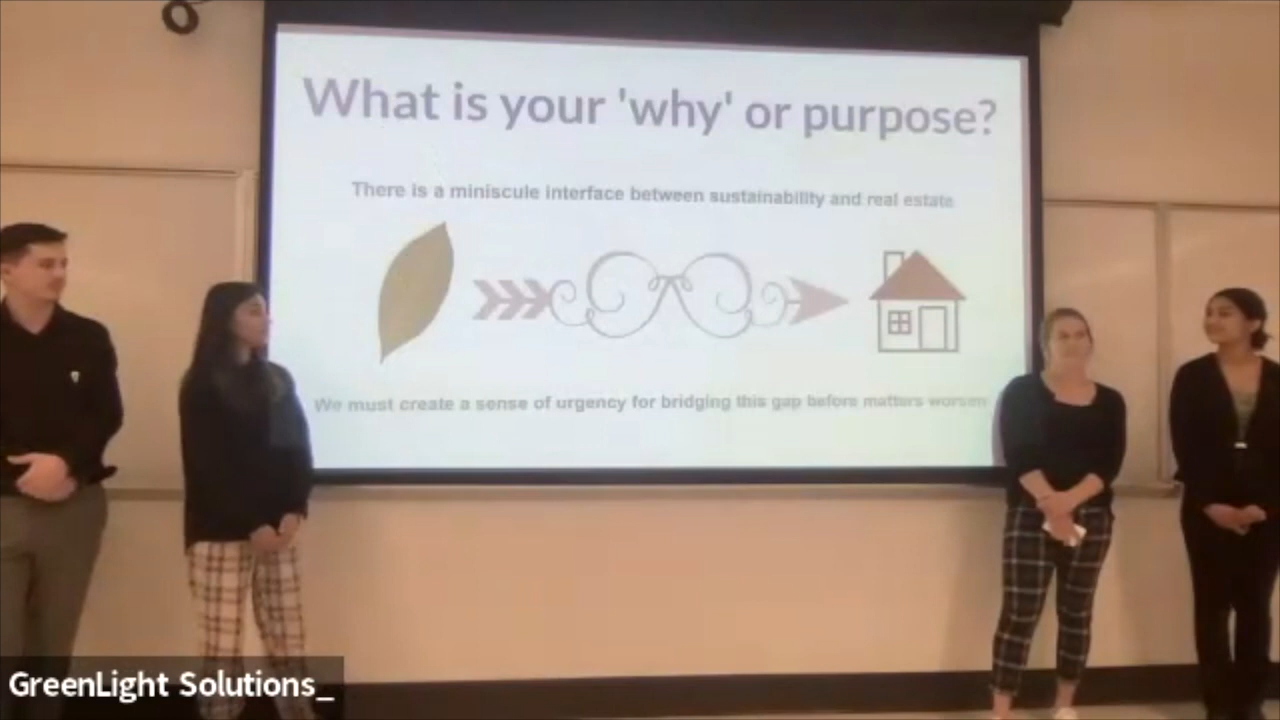 What is your 'why' or purpose?
There is a miniscule interface between sustainability and real estate
We must create a sense of urgency for bridging this gap before matters worsen
GreenLight Solutions_